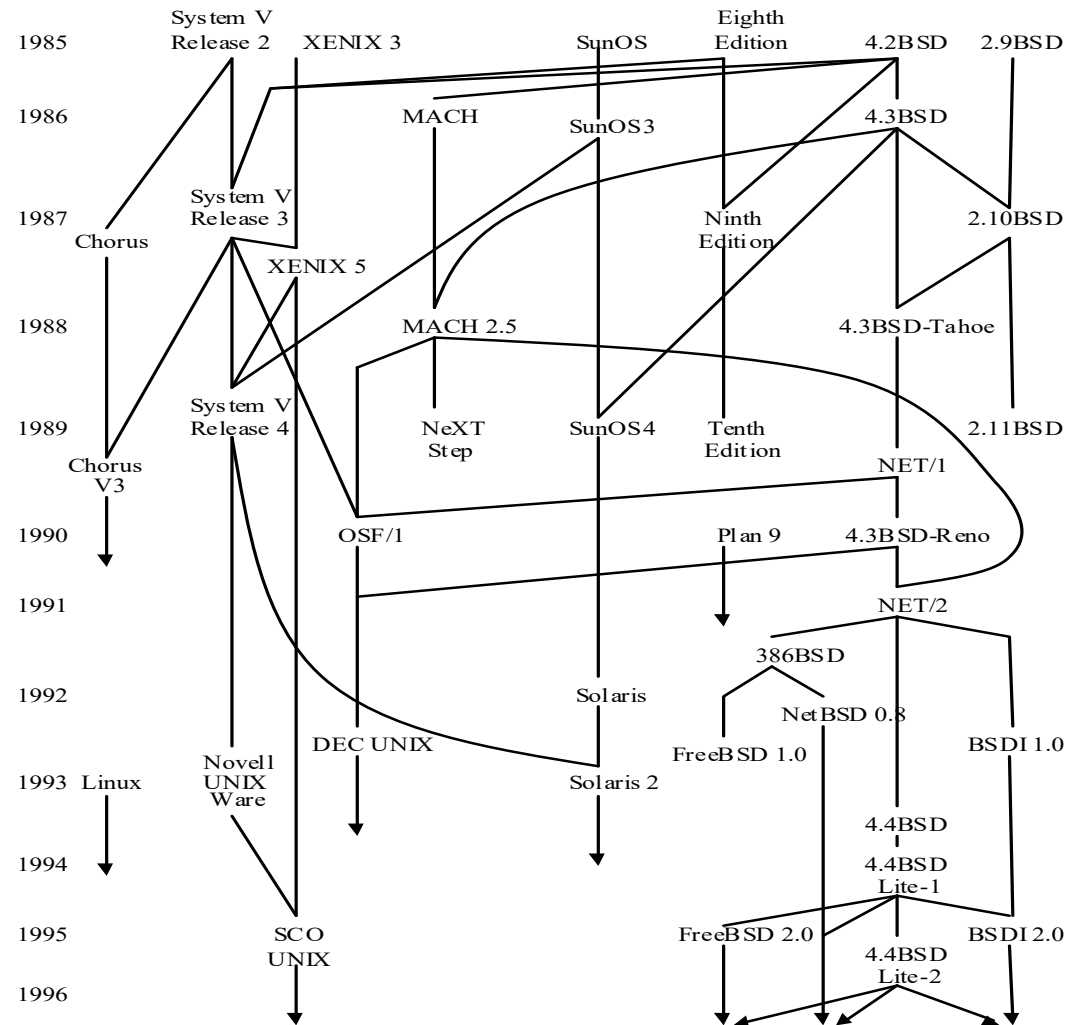 System V
Release 2
Eighth
Edition
1985
XENIX 3
SunOS
4.2BSD
2.9BSD
1986
MACH
SunOS3
4.3BSD
System V
Release 3
1987
Chorus
Ninth
Edition
2.10BSD
XENIX 5
1988
MACH 2.5
4.3BSD-Tahoe
System V
Release 4
1989
NeXT
Step
SunOS4
Tenth
Edition
2.11BSD
Chorus
V3
NET/1
1990
OSF/1
Plan 9
4.3BSD-Reno
1991
NET/2
386BSD
1992
Solaris
NetBSD 0.8
DEC UNIX
FreeBSD 1.0
BSDI 1.0
1993
Linux
Novell
UNIX
Ware
Solaris 2
4.4BSD
1994
4.4BSD
Lite-1
1995
SCO
UNIX
FreeBSD 2.0
BSDI 2.0
4.4BSD
Lite-2
1996